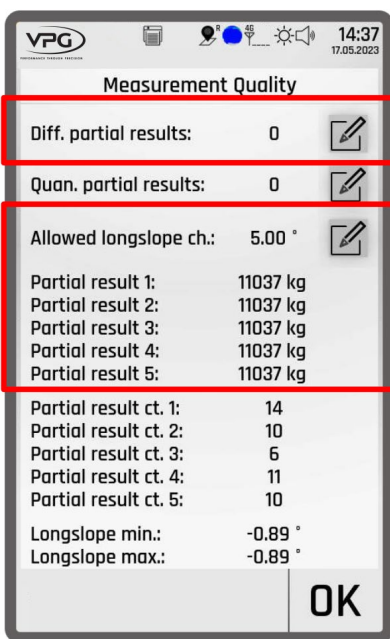 VPG
PERFORMANCE THROUGH PRECISION
R
4G
14:37
17.05.2023
Measurement Quality
Diff. partial results: 0
Quan. partial results: 0
Allowed longslope ch.: 5.00 °
Partial result 1: 11037 kg
Partial result 2: 11037 kg
Partial result 3: 11037 kg
Partial result 4: 11037 kg
Partial result 5: 11037 kg
Partial result ct. 1: 14
Partial result ct. 2: 10
Partial result ct. 3: 6
Partial result ct. 4: 11
Partial result ct. 5: 10
Longslope min.: -0.89 °
Longslope max.: -0.89 °
OK